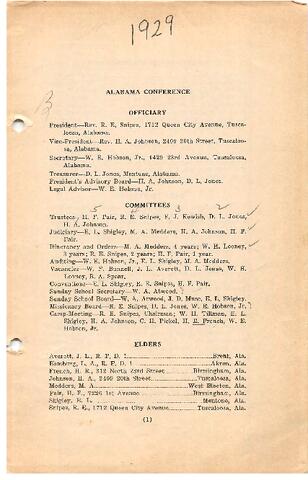 1929
ALABAMA CONFERENCE
OFFICIARY
President—Rev. R. E. Snipes, 1712 Queen City Avenue, Tusca-
loosa, Alabama.
Vice-President—Rev. H. A. Johnson, 2409 20th Street, Tuscaloo-
sa, Alabama.
Secretary—W. E. Hobson, Jr., 1429 23rd Avenue, Tuscaloosa,
Alabama.
Treasurer—D. L. Jones, Mentone, Alabama.
President's Advisory Board—H. A. Johnson, D. L. Jones.
Legal Advisor—W. E. Hobson, Jr.
COMMITTEES
Trustees—H. F. Pair, R. E. Snipes, F. J. Kewish, D. L. Jones,
H. A. Johnson.
Judiciary—E. L. Shigley, M. A. Medders, H. A. Johnson, H. F.
Pair.
Itinerancy and Orders—M. A. Medders, 4 years; W. H. Looney,
3 years; R. E. Snipes, 2 years; H. F. Pair, 1 year.
Auditing—W. E. Hobson, Jr., E. L. Shigley, M. A. Medders.
Vacancies—W. P. Bunnell, J. L. Averett, D. L. Jones, W. H.
Looney, B. A. Spear.
Conventions—E. L. Shigley, R. E. Snipes, H. F. Pair.
Sunday School Secretary—W. A. Atwood.
Sunday School Board—W. A. Atwood, J. D. Mize, E. L. Shigley.
Missionary Board—R. E. Snipes, D. L. Jones, W. E. Hobson, Jr.
Camp-Meeting—R. E. Snipes, Chairman; W. H. Tillman, E. L.
Shigley, H. A. Johnson, C. H. Pickel, H. R. French, W. E.
Hobson, Jr.
ELDERS
Averett, J. L., R. F. D. 1 Brent, Ala.
L. A., R. F. D. 1 Akron, Ala.
French, H. R., 312 North 23rd Street Birmingham, Ala.
Johnson, H. A., 2409 20th Street Tuscaloosa, Ala.
Medders, M. A. West Blocton, Ala.
Pair, H. F., 7226 1st Avenue Birmingham, Ala.
Shigley, E. L. Mentone, Ala.
Snipes, R. E., 1712 Queen City Avenue Tuscaloosa, Ala.
(1)